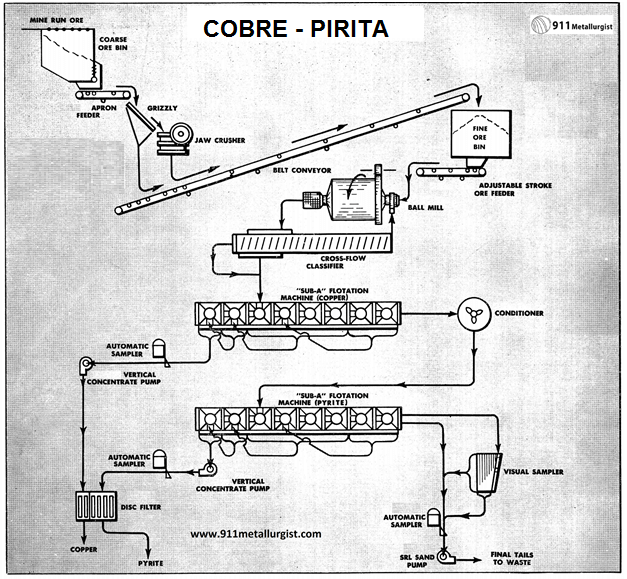 COBRE - PIRITA
911 Metallurgist
MINE RUN ORE
COARSE
ORE BIN
APRON
FEEDER
GRIZZLY
JAW CRUSHER
BELT CONVEYOR
FINE
ORE
BIN
ADJUSTABLE STROKE
ORE FEEDER
BALL MILL
CROSS-FLOW
CLASSIFIER
"SUB-A" FLOTATION
MACHINE (COPPER)
CONDITIONER
AUTOMATIC
SAMPLER
VERTICAL
CONCENTRATE PUMP
"SUB-A" FLOTATION
MACHINE (PYRITE)
AUTOMATIC
SAMPLER
VERTICAL
CONCENTRATE PUMP
VISUAL SAMPLER
DISC FILTER
AUTOMATIC
SAMPLER
www.911metallurgist.com
COPPER
PYRITE
SRL SAND
PUMP
FINAL TAILS
TO WASTE